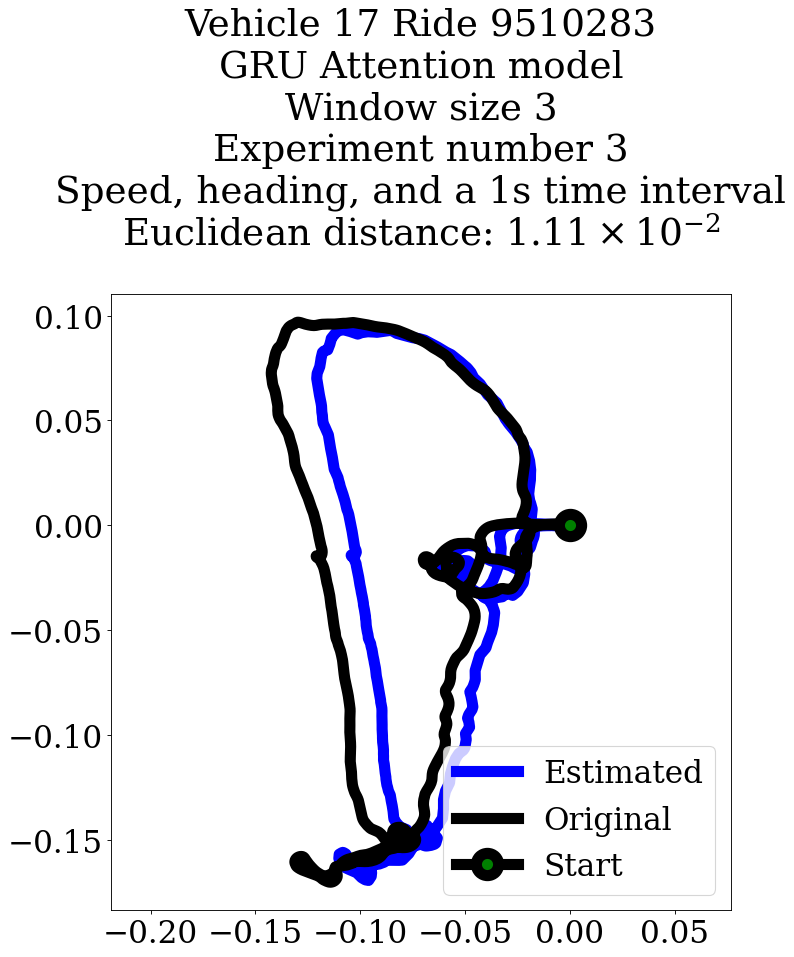 Vehicle 17 Ride 9510283
GRU Attention model
Window size 3
Experiment number 3
Speed, heading, and a 1s time interval
Euclidean distance: 1.11 × 10⁻²
0.10
0.05
0.00
−0.05
−0.10
−0.15
Estimated
Original
Start
−0.20 −0.15 −0.10 −0.05 0.00 0.05